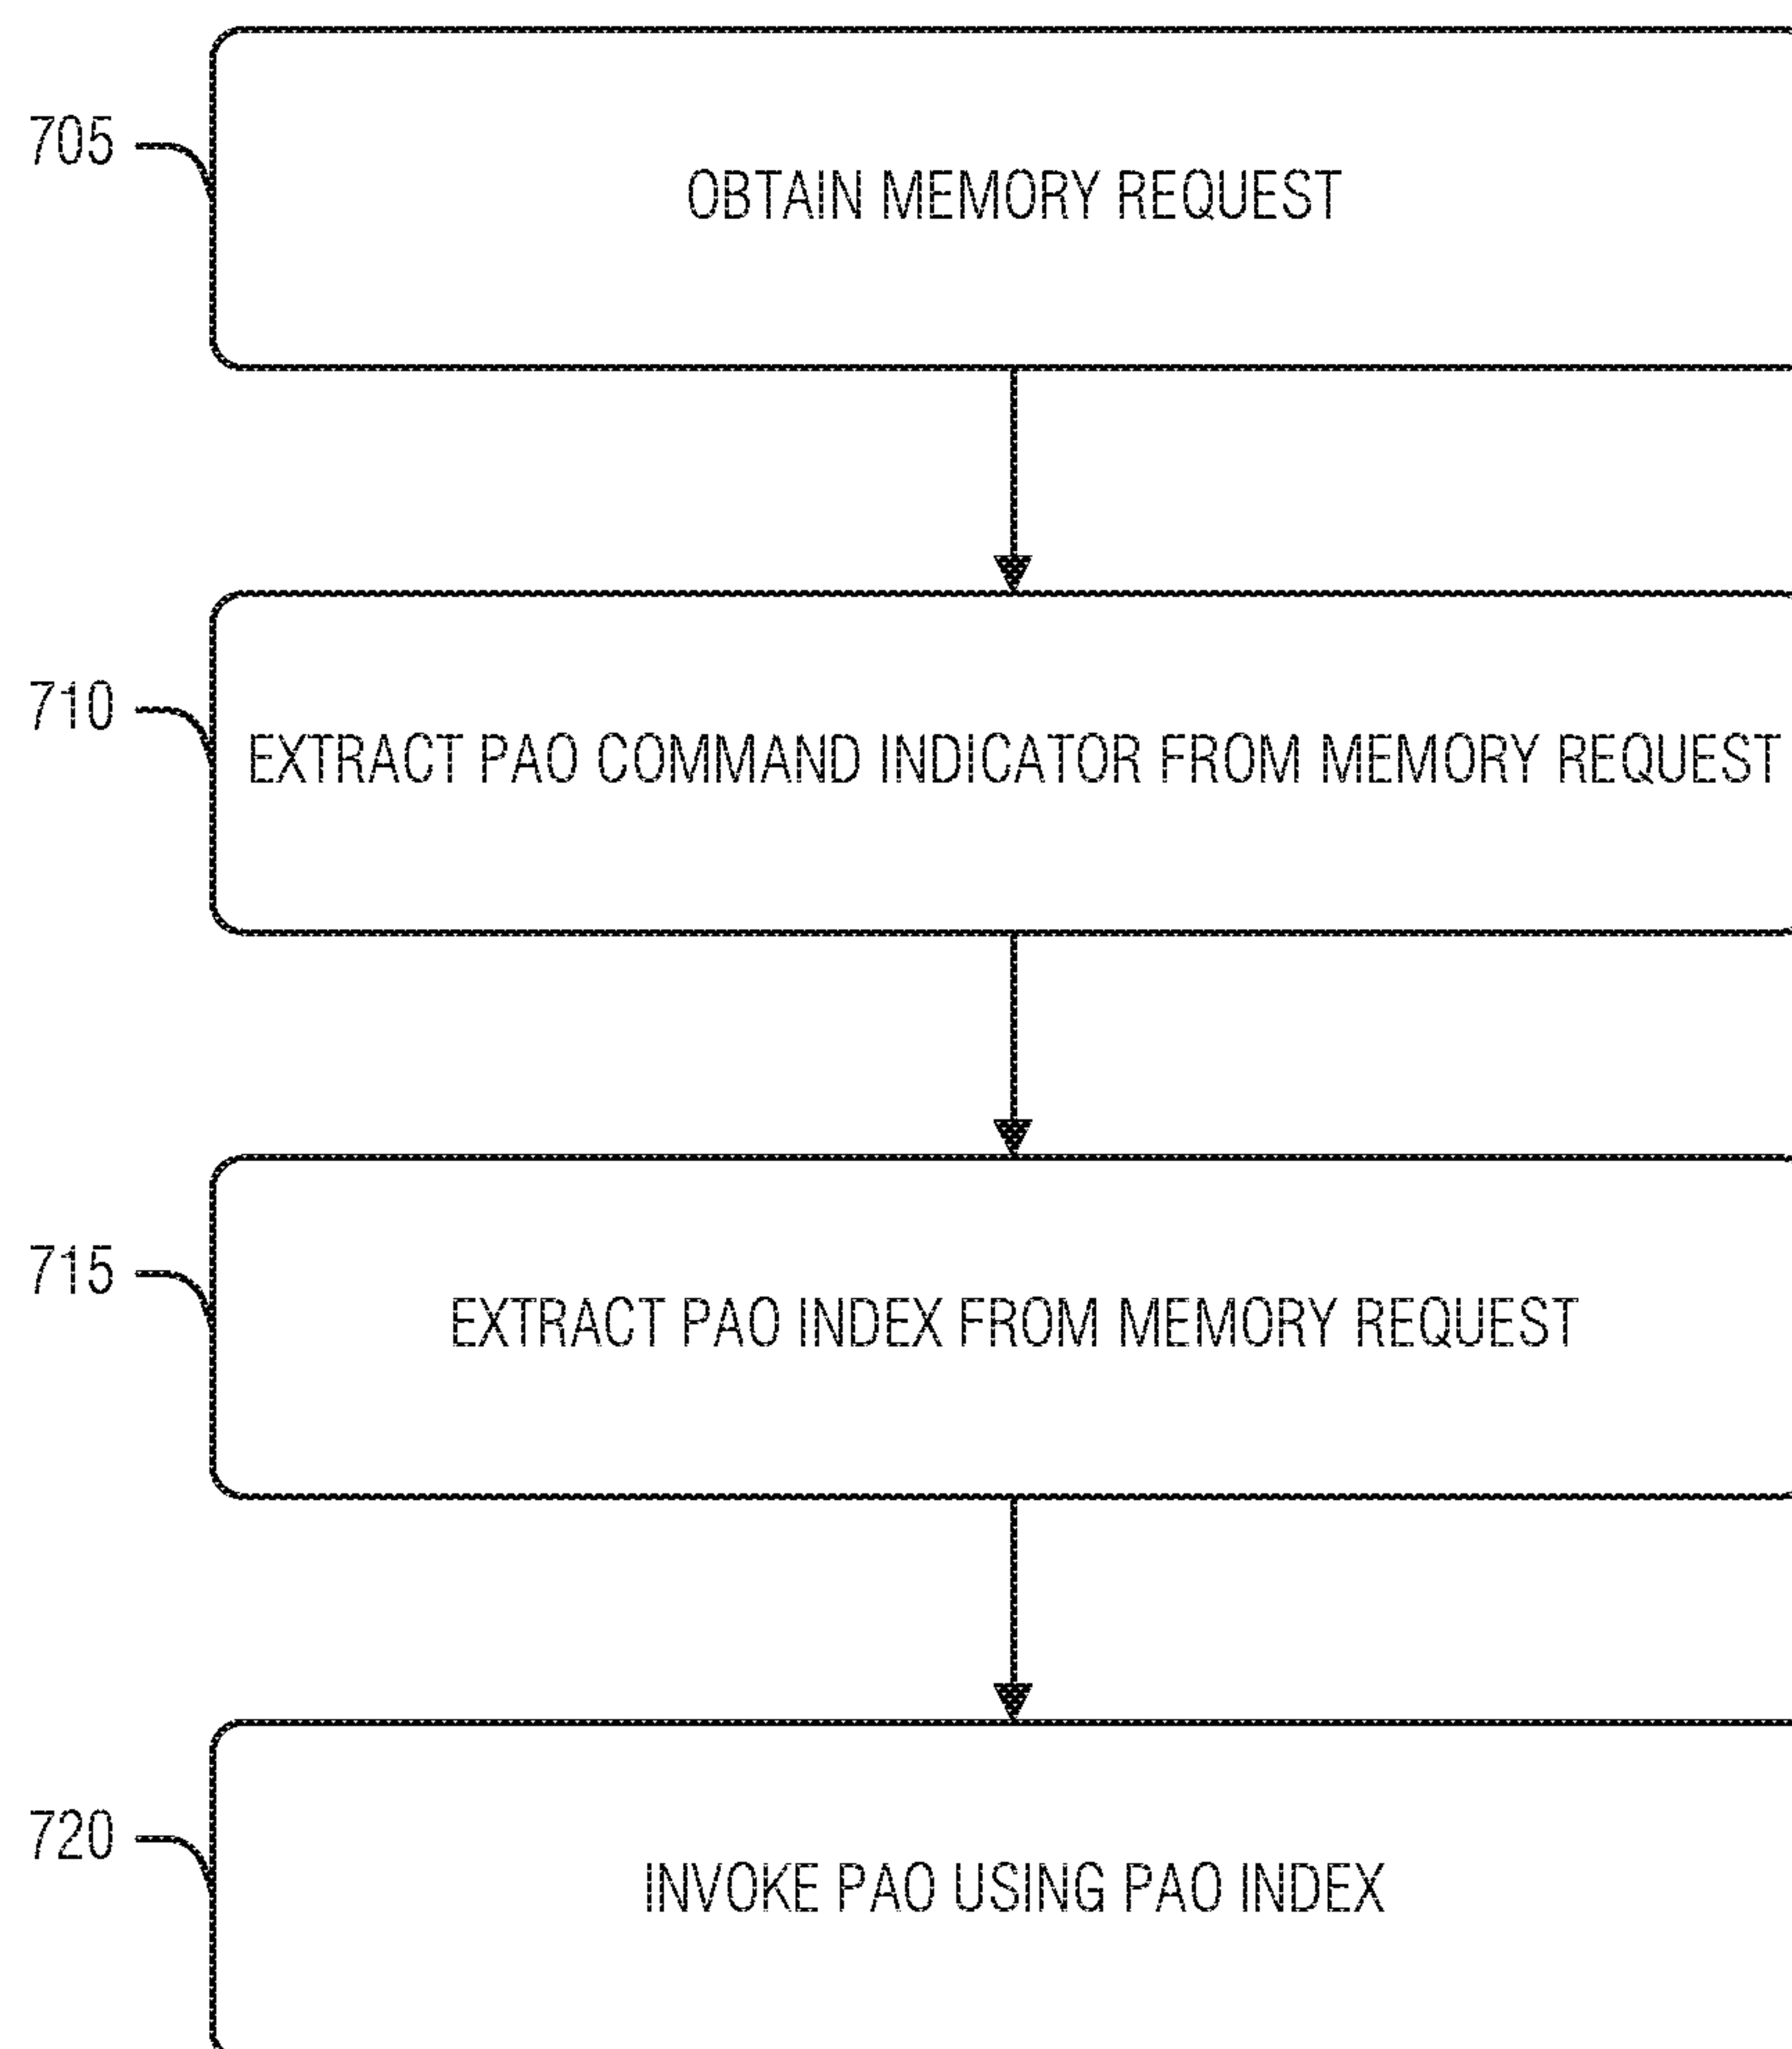 705
OBTAIN MEMORY REQUEST
710
EXTRACT PAO COMMAND INDICATOR FROM MEMORY REQUEST
715
EXTRACT PAO INDEX FROM MEMORY REQUEST
720
INVOKE PAO USING PAO INDEX